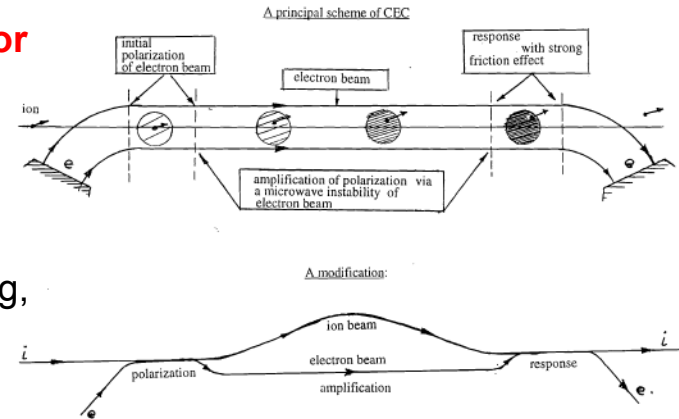 A principal scheme of CEC
or
initial
polarization
of electron beam
electron beam
response
with strong
friction effect
ion
e
e
amplification of polarization via
a microwave instability of
electron beam
g,
A modification:
ion beam
i
i
electron beam
polarization
response
amplification
e
e.